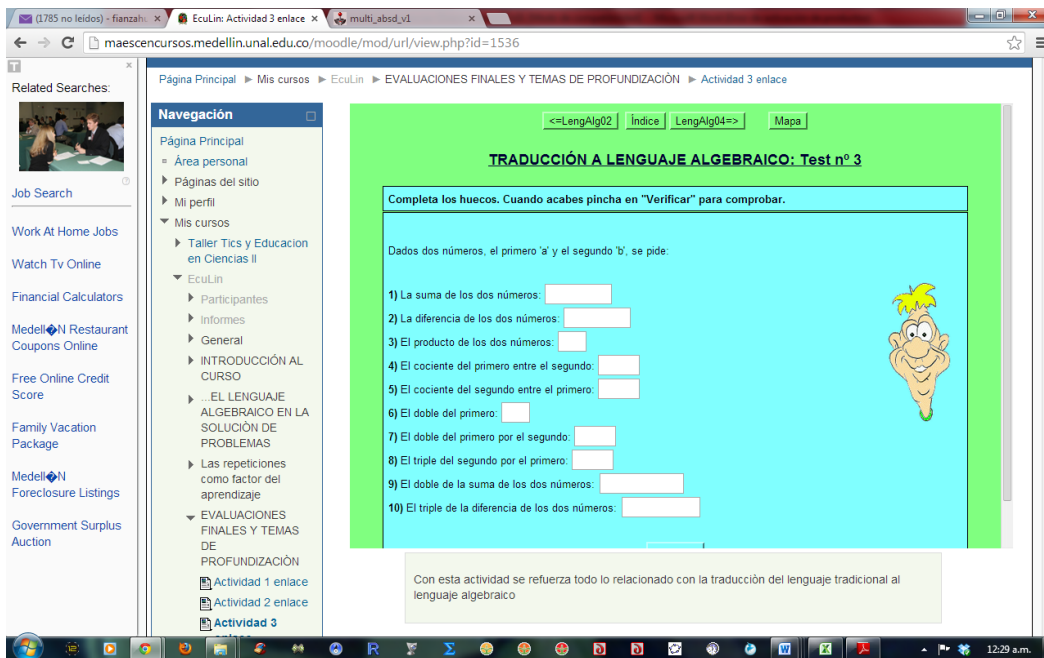 (1785 no leídos) - fianzahu
EcuLin: Actividad 3 enlace
multi_absd_v1
maescencursos.medellin.unal.edu.co/moodle/mod/url/view.php?id=1536
Related Searches:
Job Search
Work At Home Jobs
Watch Tv Online
Financial Calculators
Medell�N Restaurant
Coupons Online
Free Online Credit
Score
Family Vacation
Package
Medell�N
Foreclosure Listings
Government Surplus
Auction
Página Principal ► Mis cursos ► EcuLin ► EVALUACIONES FINALES Y TEMAS DE PROFUNDIZACIÒN ► Actividad 3 enlace
Navegación
Página Principal
Área personal
Páginas del sitio
Mi perfil
Mis cursos
Taller Tics y Educacion
en Ciencias II
EcuLin
Participantes
Informes
General
INTRODUCCIÓN AL
CURSO
...EL LENGUAJE
ALGEBRAICO EN LA
SOLUCIÒN DE
PROBLEMAS
Las repeticiones
como factor del
aprendizaje
EVALUACIONES
FINALES Y TEMAS
DE
PROFUNDIZACIÒN
Actividad 1 enlace
Actividad 2 enlace
Actividad 3
<=LengAlg02 Índice LengAlg04=> Mapa
TRADUCCIÓN A LENGUAJE ALGEBRAICO: Test nº 3
Completa los huecos. Cuando acabes pincha en "Verificar" para comprobar.
Dados dos números, el primero 'a' y el segundo 'b', se pide:
1) La suma de los dos números:
2) La diferencia de los dos números:
3) El producto de los dos números:
4) El cociente del primero entre el segundo:
5) El cociente del segundo entre el primero:
6) El doble del primero:
7) El doble del primero por el segundo:
8) El triple del segundo por el primero:
9) El doble de la suma de los dos números:
10) El triple de la diferencia de los dos números:
Con esta actividad se refuerza todo lo relacionado con la traducciòn del lenguaje tradicional al
lenguaje algebraico
12:29 a.m.